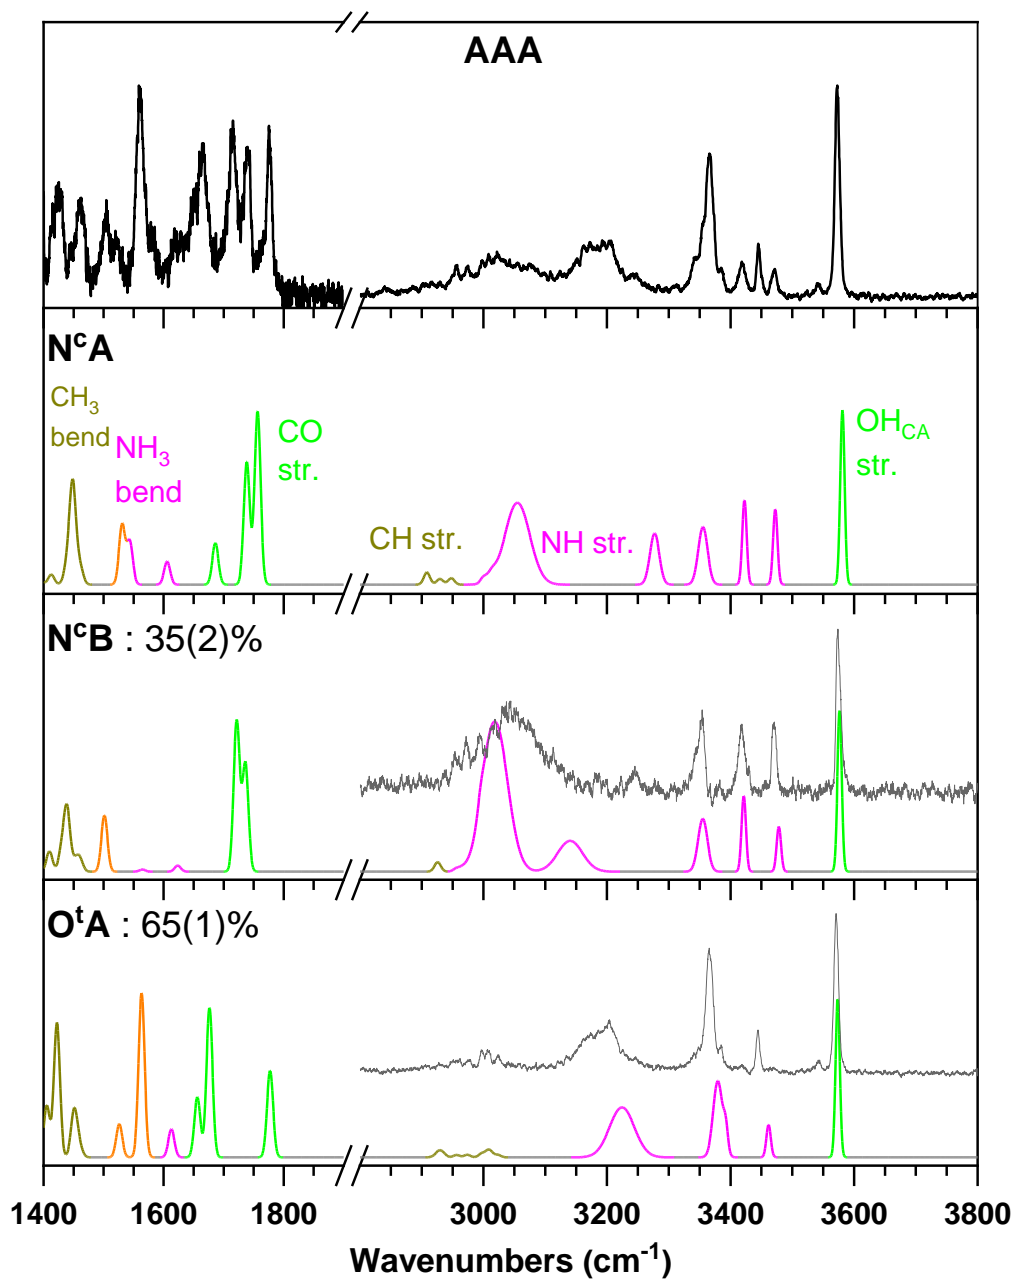 AAA
NᶜA
CH₃
bend
NH₃
bend
CO
str.
CH str.
NH str.
OH_CA
str.
NᶜB : 35(2)%
OᵗA : 65(1)%
1400 1600 1800 3000 3200 3400 3600 3800
Wavenumbers (cm⁻¹)